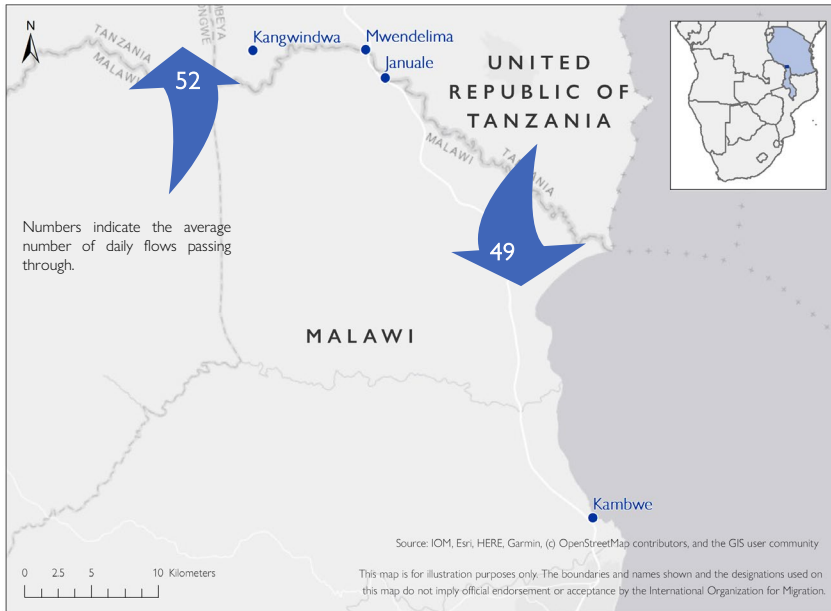 N
TANZANIA
MALAWI
MBEYA
ONGWE
52
Kangwindwa
Mwendelima
Januale
UNITED
REPUBLIC OF
TANZANIA
MALAWI
TANZANIA
Numbers indicate the average
number of daily flows passing
through.
49
MALAWI
Kambwe
Source: IOM, Esri, HERE, Garmin, (c) OpenStreetMap contributors, and the GIS user community
0 2.5 5 10 Kilometers
This map is for illustration purposes only. The boundaries and names shown and the designations used on
this map do not imply official endorsement or acceptance by the International Organization for Migration.